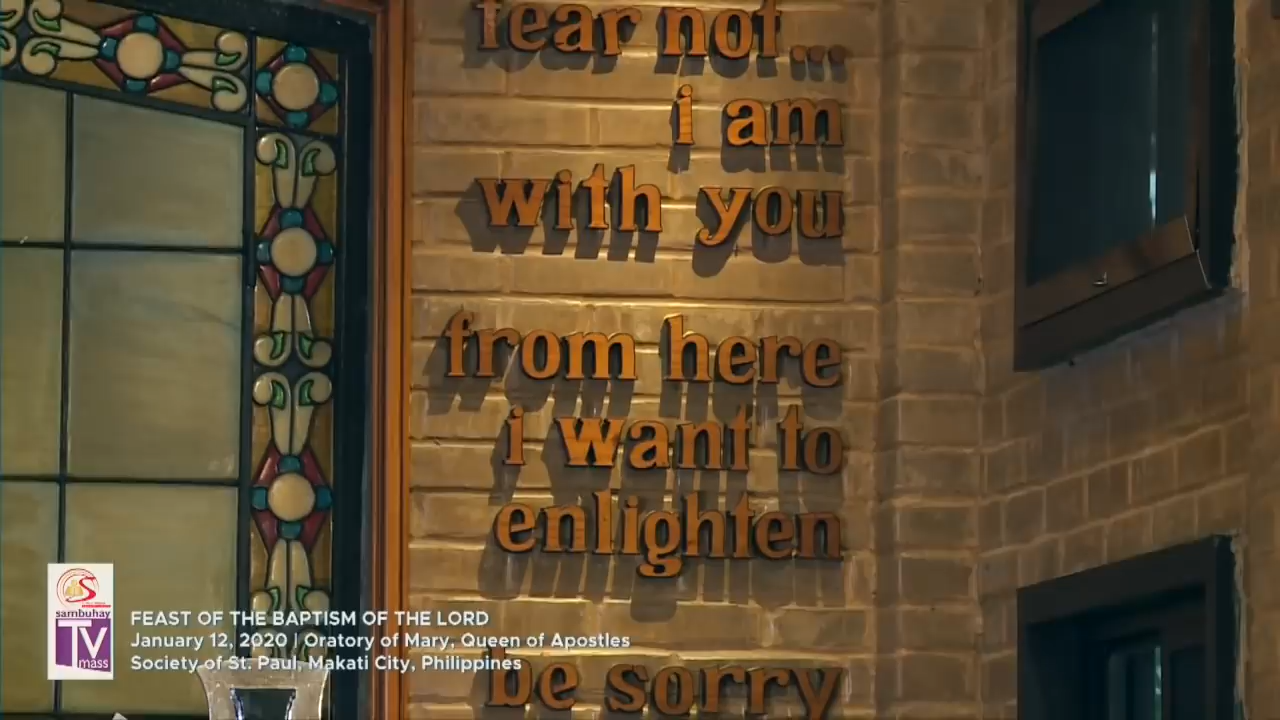 fear not...
i am
with you
from here
i want to
enlighten
be sorry
sambuhay
TV
mass
FEAST OF THE BAPTISM OF THE LORD
January 12, 2020 | Oratory of Mary, Queen of Apostles
Society of St. Paul, Makati City, Philippines